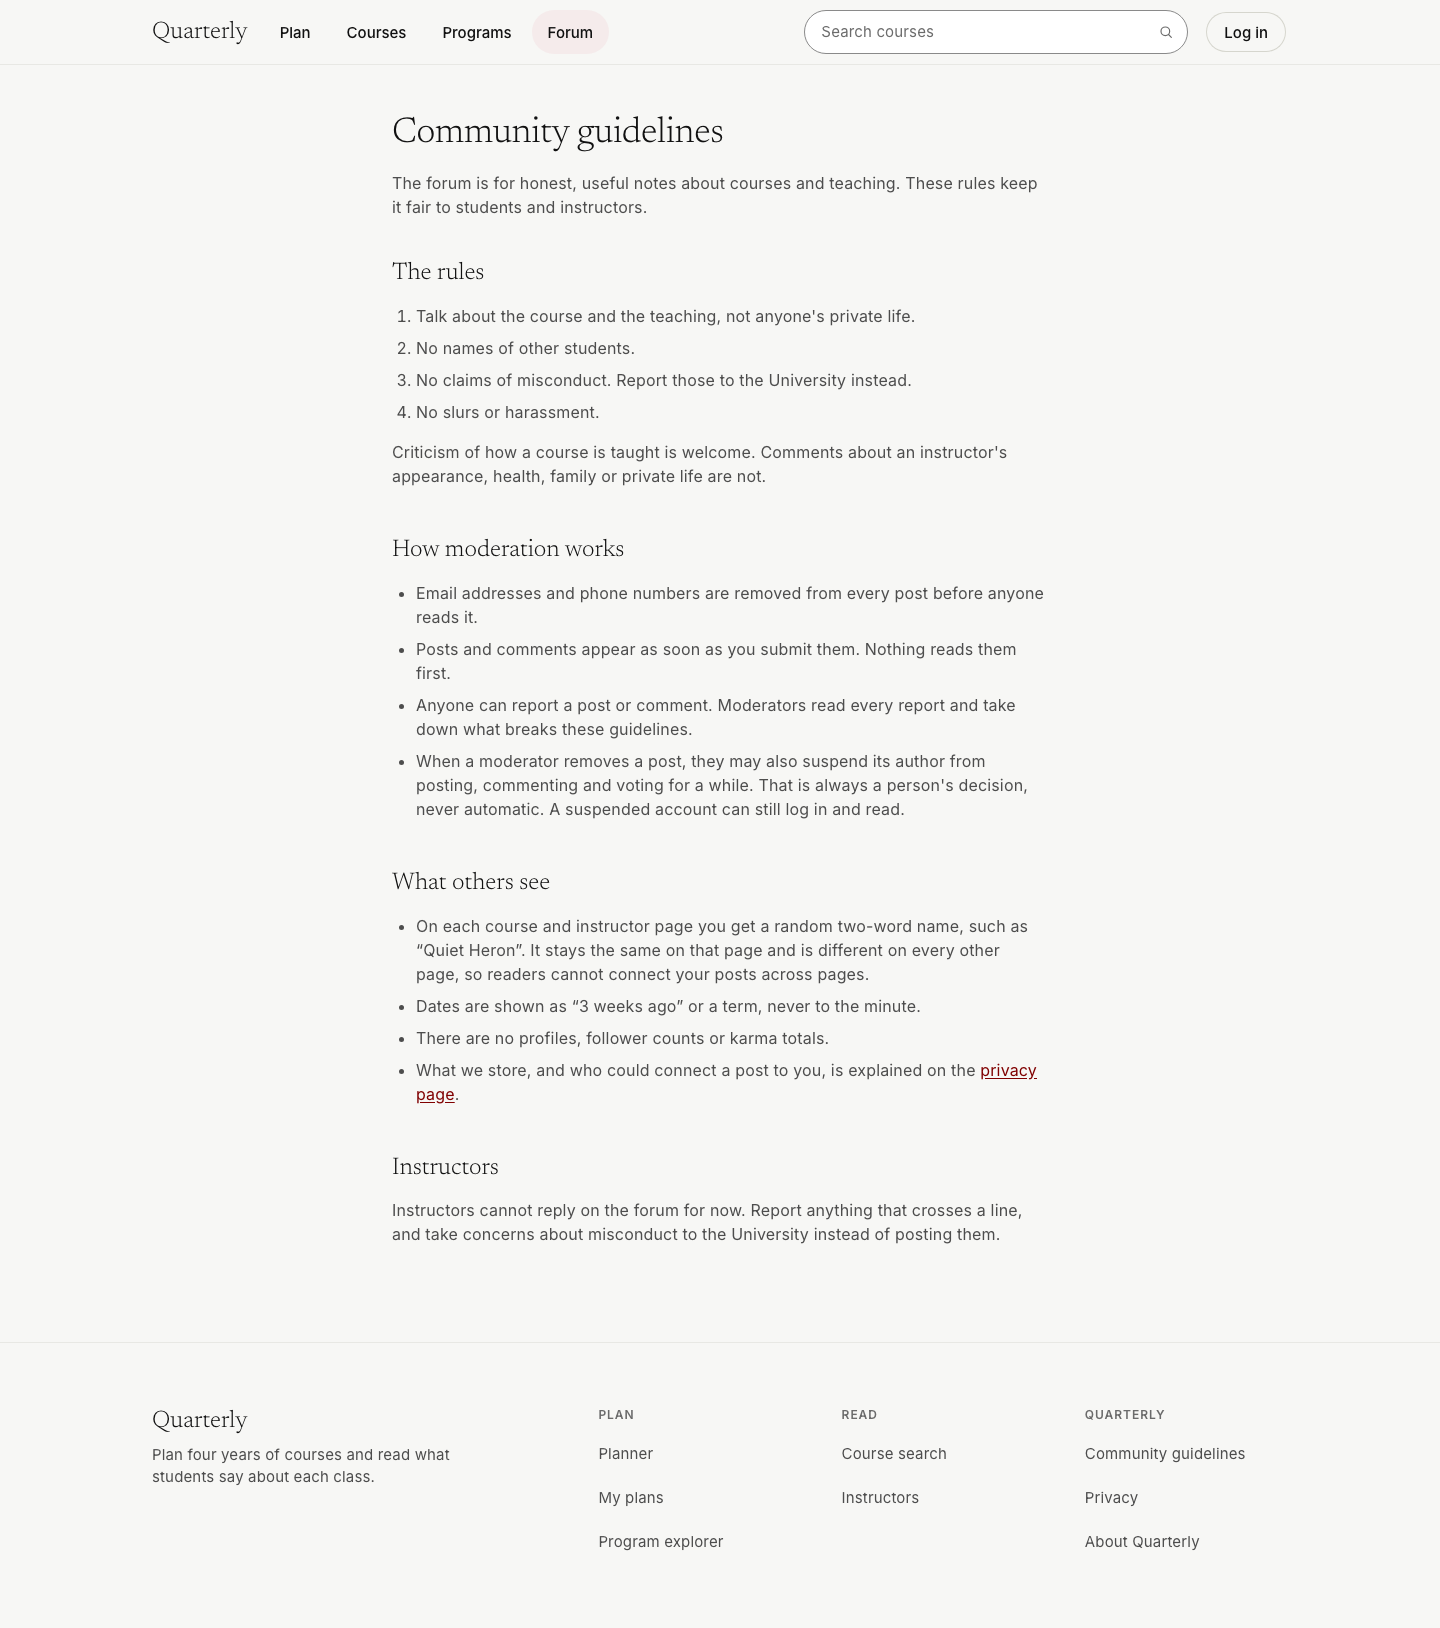 Quarterly
Plan
Courses
Programs
Forum
Search courses
Log in
Community guidelines
The forum is for honest, useful notes about courses and teaching. These rules keep
it fair to students and instructors.
The rules
1. Talk about the course and the teaching, not anyone's private life.
2. No names of other students.
3. No claims of misconduct. Report those to the University instead.
4. No slurs or harassment.
Criticism of how a course is taught is welcome. Comments about an instructor's
appearance, health, family or private life are not.
How moderation works
• Email addresses and phone numbers are removed from every post before anyone
reads it.
• Posts and comments appear as soon as you submit them. Nothing reads them
first.
• Anyone can report a post or comment. Moderators read every report and take
down what breaks these guidelines.
• When a moderator removes a post, they may also suspend its author from
posting, commenting and voting for a while. That is always a person's decision,
never automatic. A suspended account can still log in and read.
What others see
• On each course and instructor page you get a random two-word name, such as
“Quiet Heron”. It stays the same on that page and is different on every other
page, so readers cannot connect your posts across pages.
• Dates are shown as “3 weeks ago” or a term, never to the minute.
• There are no profiles, follower counts or karma totals.
• What we store, and who could connect a post to you, is explained on the privacy
page.
Instructors
Instructors cannot reply on the forum for now. Report anything that crosses a line,
and take concerns about misconduct to the University instead of posting them.
Quarterly
Plan four years of courses and read what
students say about each class.
PLAN
Planner
My plans
Program explorer
READ
Course search
Instructors
QUARTERLY
Community guidelines
Privacy
About Quarterly